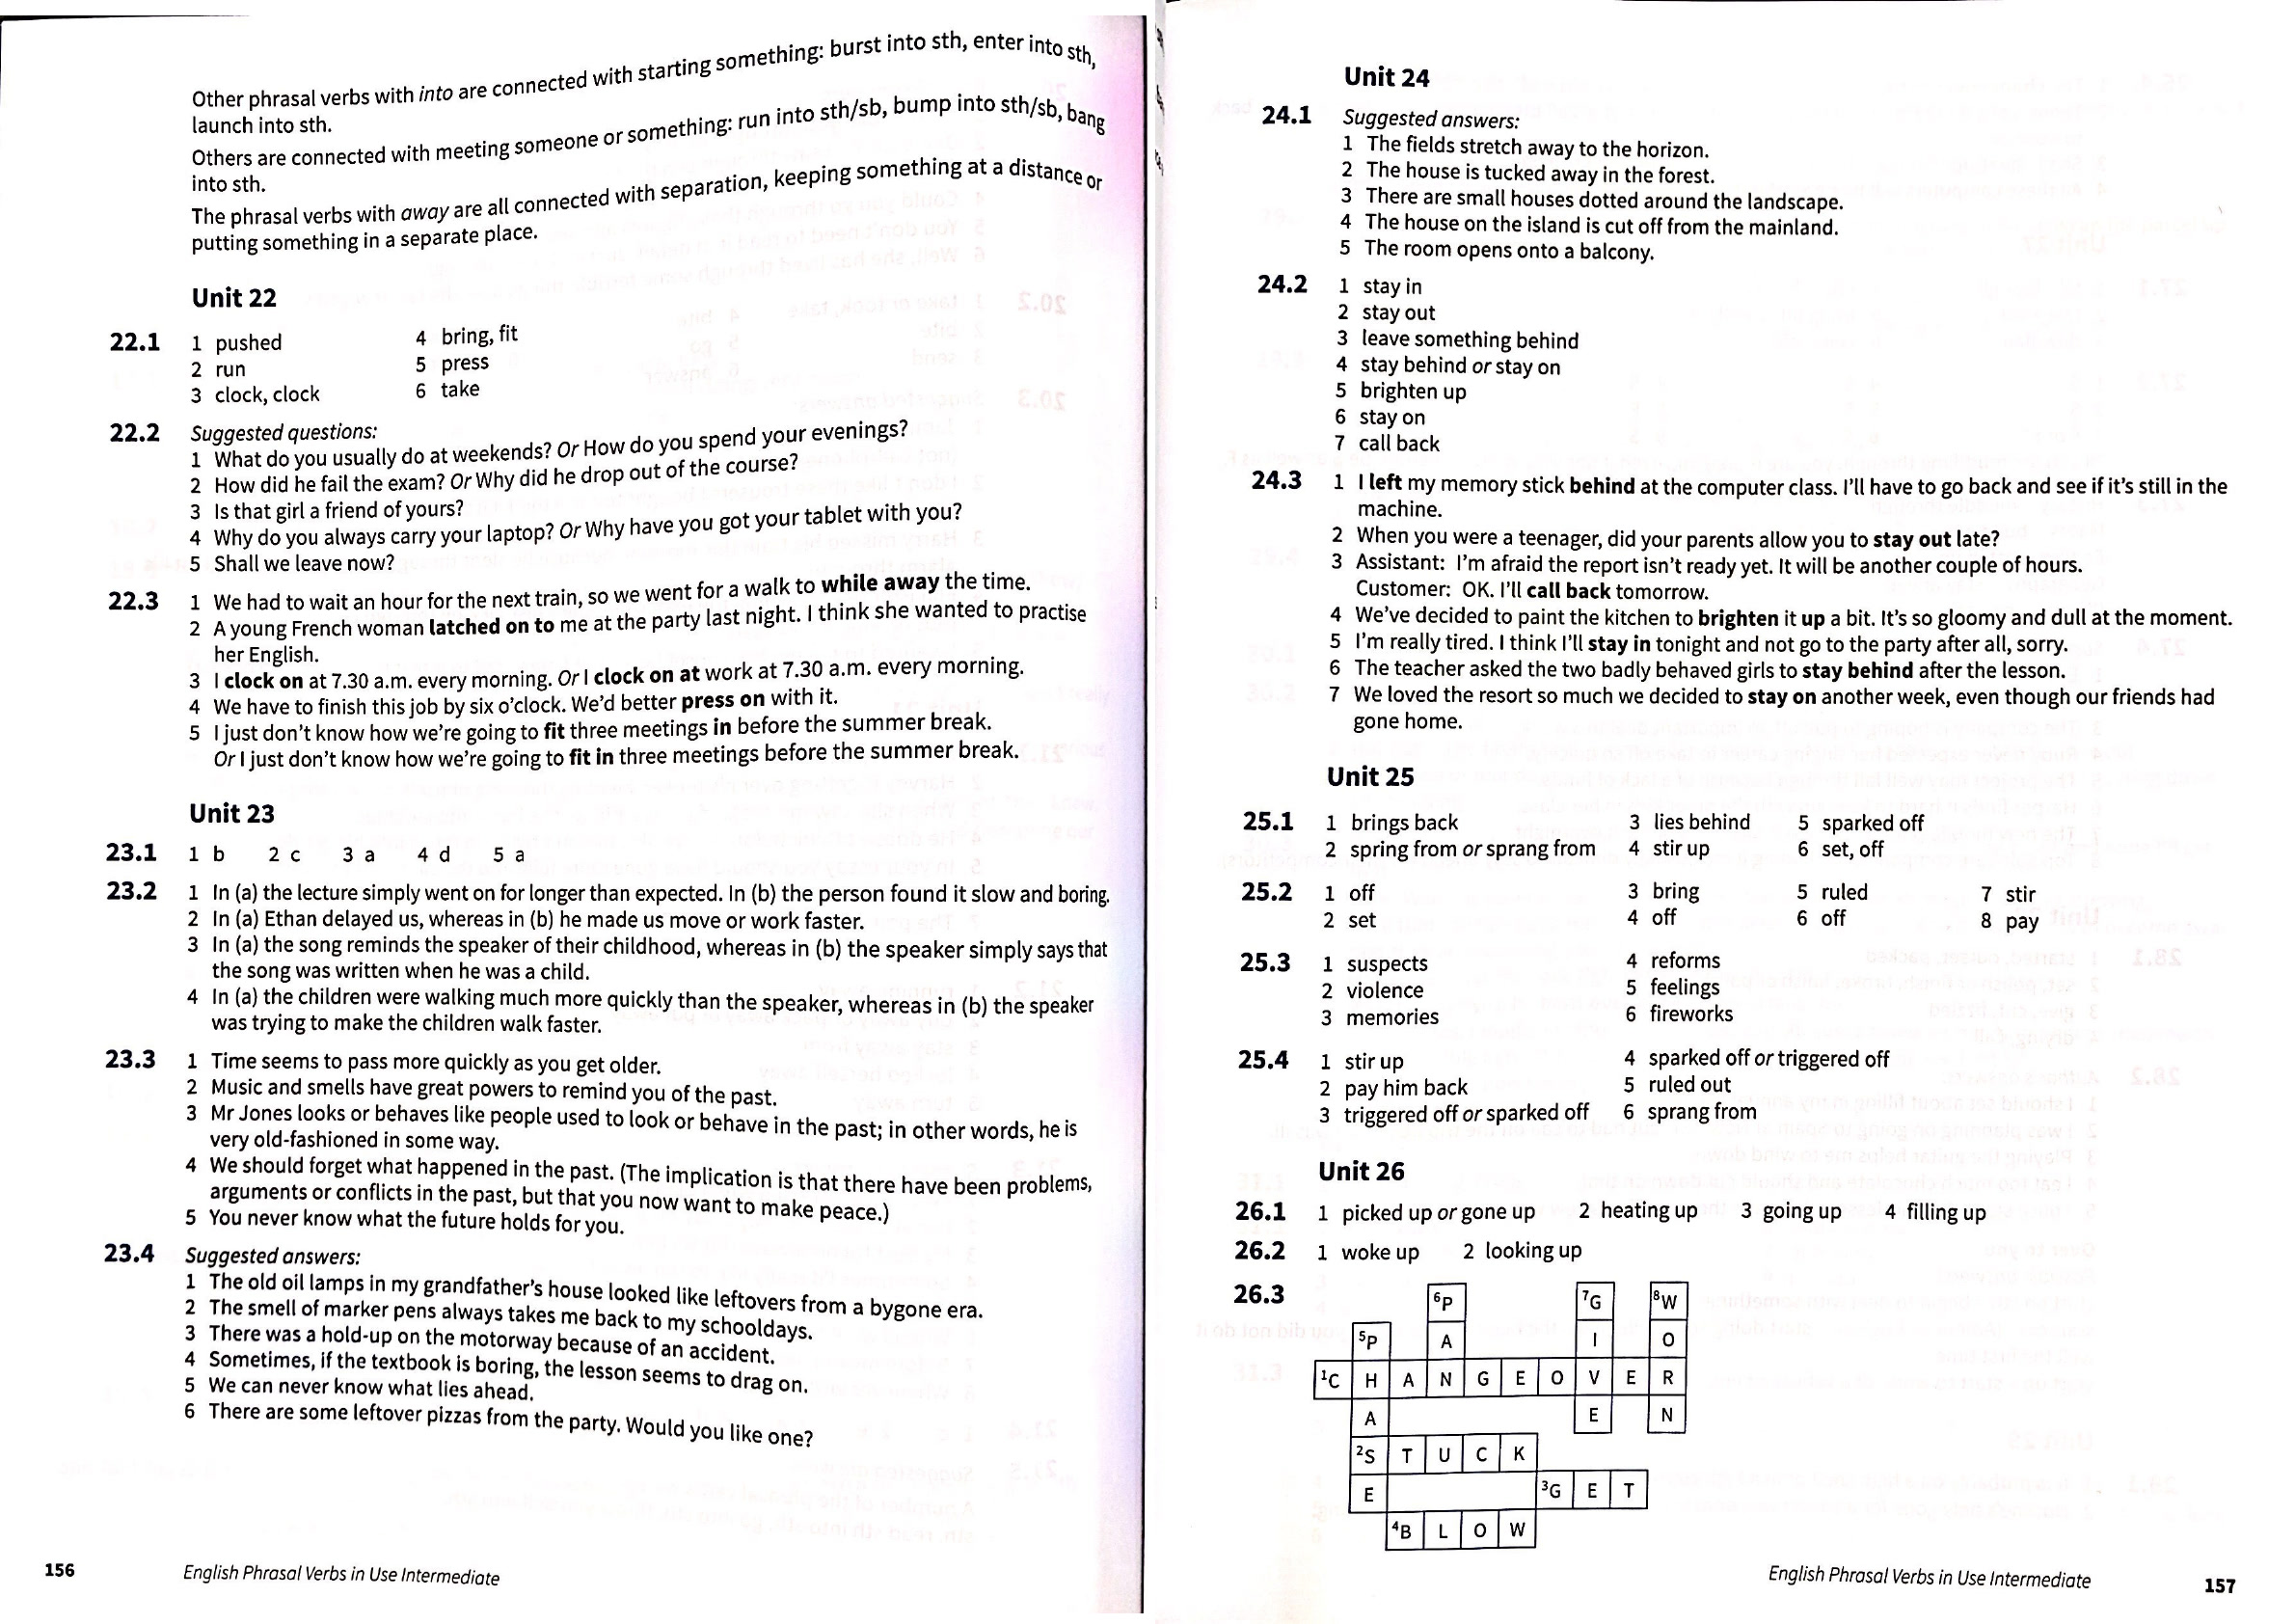 Other phrasal verbs with into are connected with starting something: burst into sth, enter into sth,
launch into sth.
Others are connected with meeting someone or something: run into sth/sb, bump into sth/sb, bang
into sth.
The phrasal verbs with away are all connected with separation, keeping something at a distance or
putting something in a separate place.
Unit 22
22.1 1 pushed 4 bring, fit
2 run 5 press
3 clock, clock 6 take
22.2 Suggested questions:
1 What do you usually do at weekends? Or How do you spend your evenings?
2 How did he fail the exam? Or Why did he drop out of the course?
3 Is that girl a friend of yours?
4 Why do you always carry your laptop? Or Why have you got your tablet with you?
5 Shall we leave now?
22.3 1 We had to wait an hour for the next train, so we went for a walk to while away the time.
2 A young French woman latched on to me at the party last night. I think she wanted to practise
her English.
3 I clock on at 7.30 a.m. every morning. Or I clock on at work at 7.30 a.m. every morning.
4 We have to finish this job by six o'clock. We'd better press on with it.
5 I just don't know how we're going to fit three meetings in before the summer break.
Or I just don't know how we're going to fit in three meetings before the summer break.
Unit 23
23.1 1 b 2 c 3 a 4 d 5 a
23.2 1 In (a) the lecture simply went on for longer than expected. In (b) the person found it slow and boring.
2 In (a) Ethan delayed us, whereas in (b) he made us move or work faster.
3 In (a) the song reminds the speaker of their childhood, whereas in (b) the speaker simply says that
the song was written when he was a child.
4 In (a) the children were walking much more quickly than the speaker, whereas in (b) the speaker
was trying to make the children walk faster.
23.3 1 Time seems to pass more quickly as you get older.
2 Music and smells have great powers to remind you of the past.
3 Mr Jones looks or behaves like people used to look or behave in the past; in other words, he is
very old-fashioned in some way.
4 We should forget what happened in the past. (The implication is that there have been problems,
arguments or conflicts in the past, but that you now want to make peace.)
5 You never know what the future holds for you.
23.4 Suggested answers:
1 The old oil lamps in my grandfather's house looked like leftovers from a bygone era.
2 The smell of marker pens always takes me back to my schooldays.
3 There was a hold-up on the motorway because of an accident.
4 Sometimes, if the textbook is boring, the lesson seems to drag on.
5 We can never know what lies ahead.
6 There are some leftover pizzas from the party. Would you like one?
156 English Phrasal Verbs in Use Intermediate
Unit 24
24.1 Suggested answers:
1 The fields stretch away to the horizon.
2 The house is tucked away in the forest.
3 There are small houses dotted around the landscape.
4 The house on the island is cut off from the mainland.
5 The room opens onto a balcony.
24.2 1 stay in
2 stay out
3 leave something behind
4 stay behind or stay on
5 brighten up
6 stay on
7 call back
24.3 1 I left my memory stick behind at the computer class. I'll have to go back and see if it's still in the
machine.
2 When you were a teenager, did your parents allow you to stay out late?
3 Assistant: I'm afraid the report isn't ready yet. It will be another couple of hours.
Customer: OK. I'll call back tomorrow.
4 We've decided to paint the kitchen to brighten it up a bit. It's so gloomy and dull at the moment.
5 I'm really tired. I think I'll stay in tonight and not go to the party after all, sorry.
6 The teacher asked the two badly behaved girls to stay behind after the lesson.
7 We loved the resort so much we decided to stay on another week, even though our friends had
gone home.
Unit 25
25.1 1 brings back 3 lies behind 5 sparked off
2 spring from or sprang from 4 stir up 6 set, off
25.2 1 off 3 bring 5 ruled 7 stir
2 set 4 off 6 off 8 pay
25.3 1 suspects 4 reforms
2 violence 5 feelings
3 memories 6 fireworks
25.4 1 stir up 4 sparked off or triggered off
2 pay him back 5 ruled out
3 triggered off or sparked off 6 sprang from
Unit 26
26.1 1 picked up or gone up 2 heating up 3 going up 4 filling up
26.2 1 woke up 2 looking up
26.3 6P 7G 8W
5P A I O
1C H A N G E O V E R
A E N
2S T U C K
E 3G E T
4B L O W
English Phrasal Verbs in Use Intermediate 157